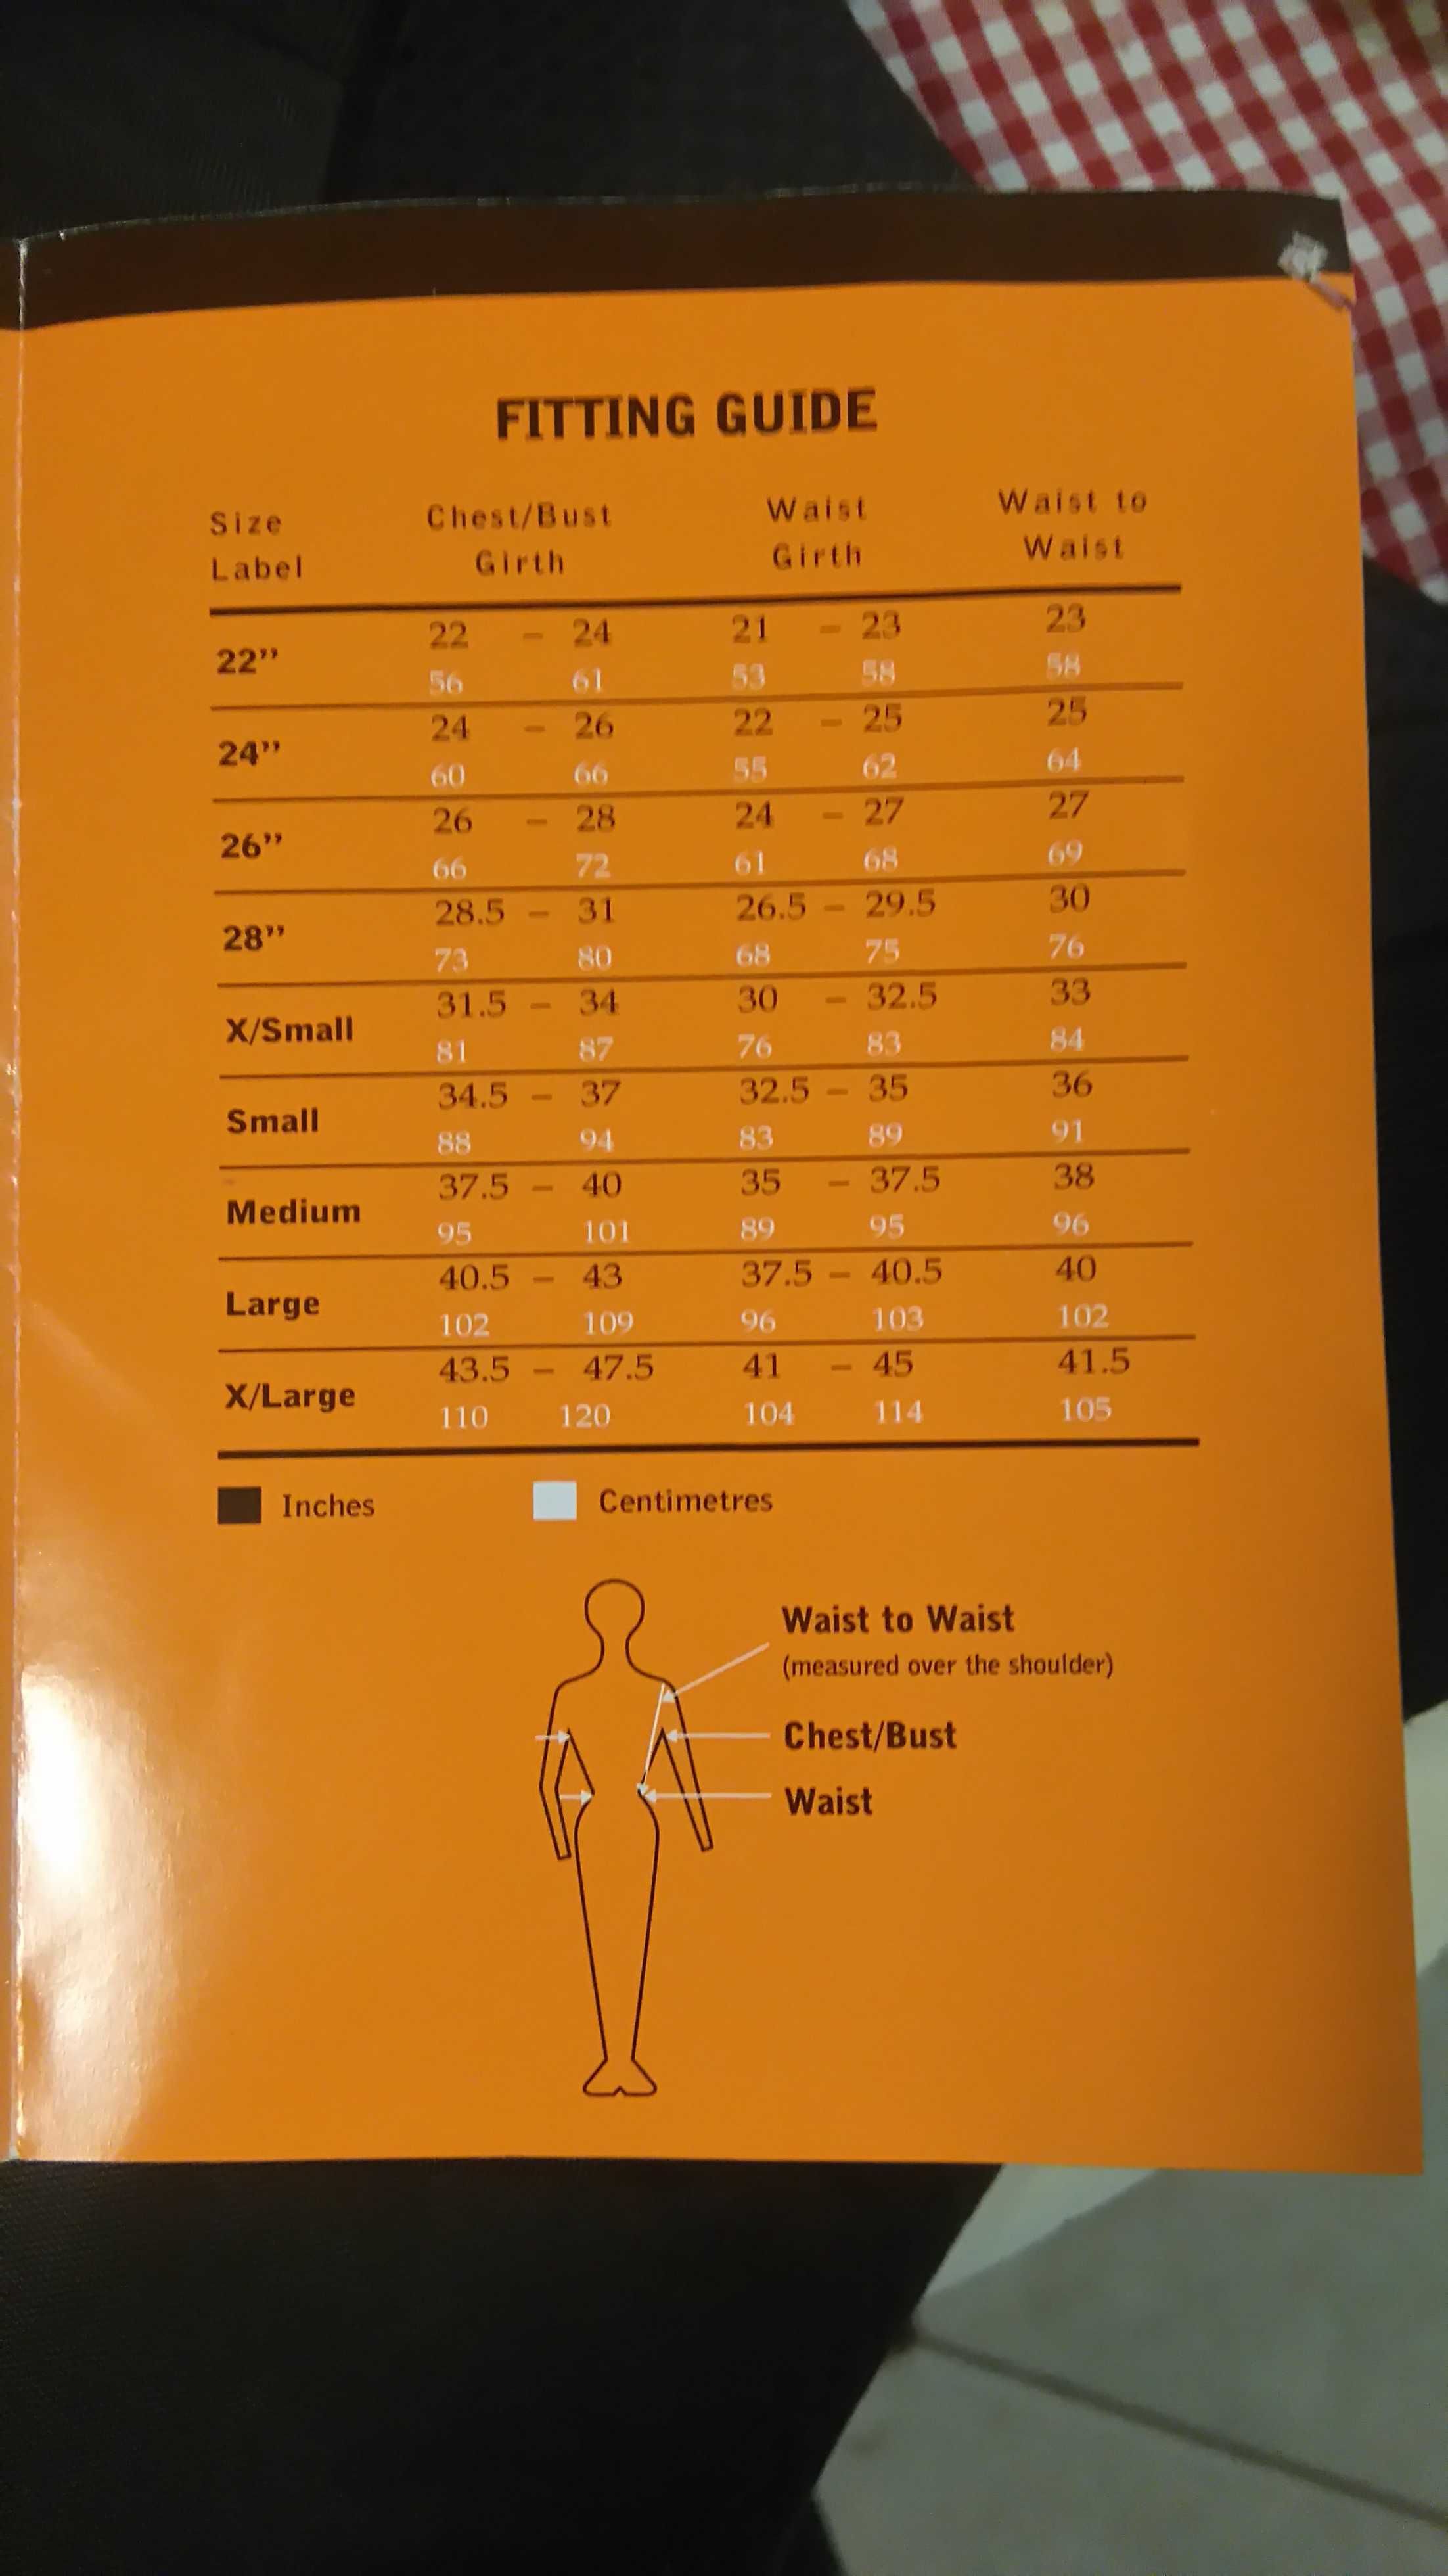 FITTING GUIDE
Size Label Chest/Bust Girth Waist Girth Waist to Waist
22” 22 – 24 21 – 23 23
56 61 53 58 58
24” 24 – 26 22 – 25 25
60 66 55 62 64
26” 26 – 28 24 – 27 27
66 72 61 68 69
28” 28.5 – 31 26.5 – 29.5 30
73 80 68 75 76
X/Small 31.5 – 34 30 – 32.5 33
81 87 76 83 84
Small 34.5 – 37 32.5 – 35 36
88 94 83 89 91
Medium 37.5 – 40 35 – 37.5 38
95 101 89 95 96
Large 40.5 – 43 37.5 – 40.5 40
102 109 96 103 102
X/Large 43.5 – 47.5 41 – 45 41.5
110 120 104 114 105
Inches Centimetres
Waist to Waist
(measured over the shoulder)
Chest/Bust
Waist